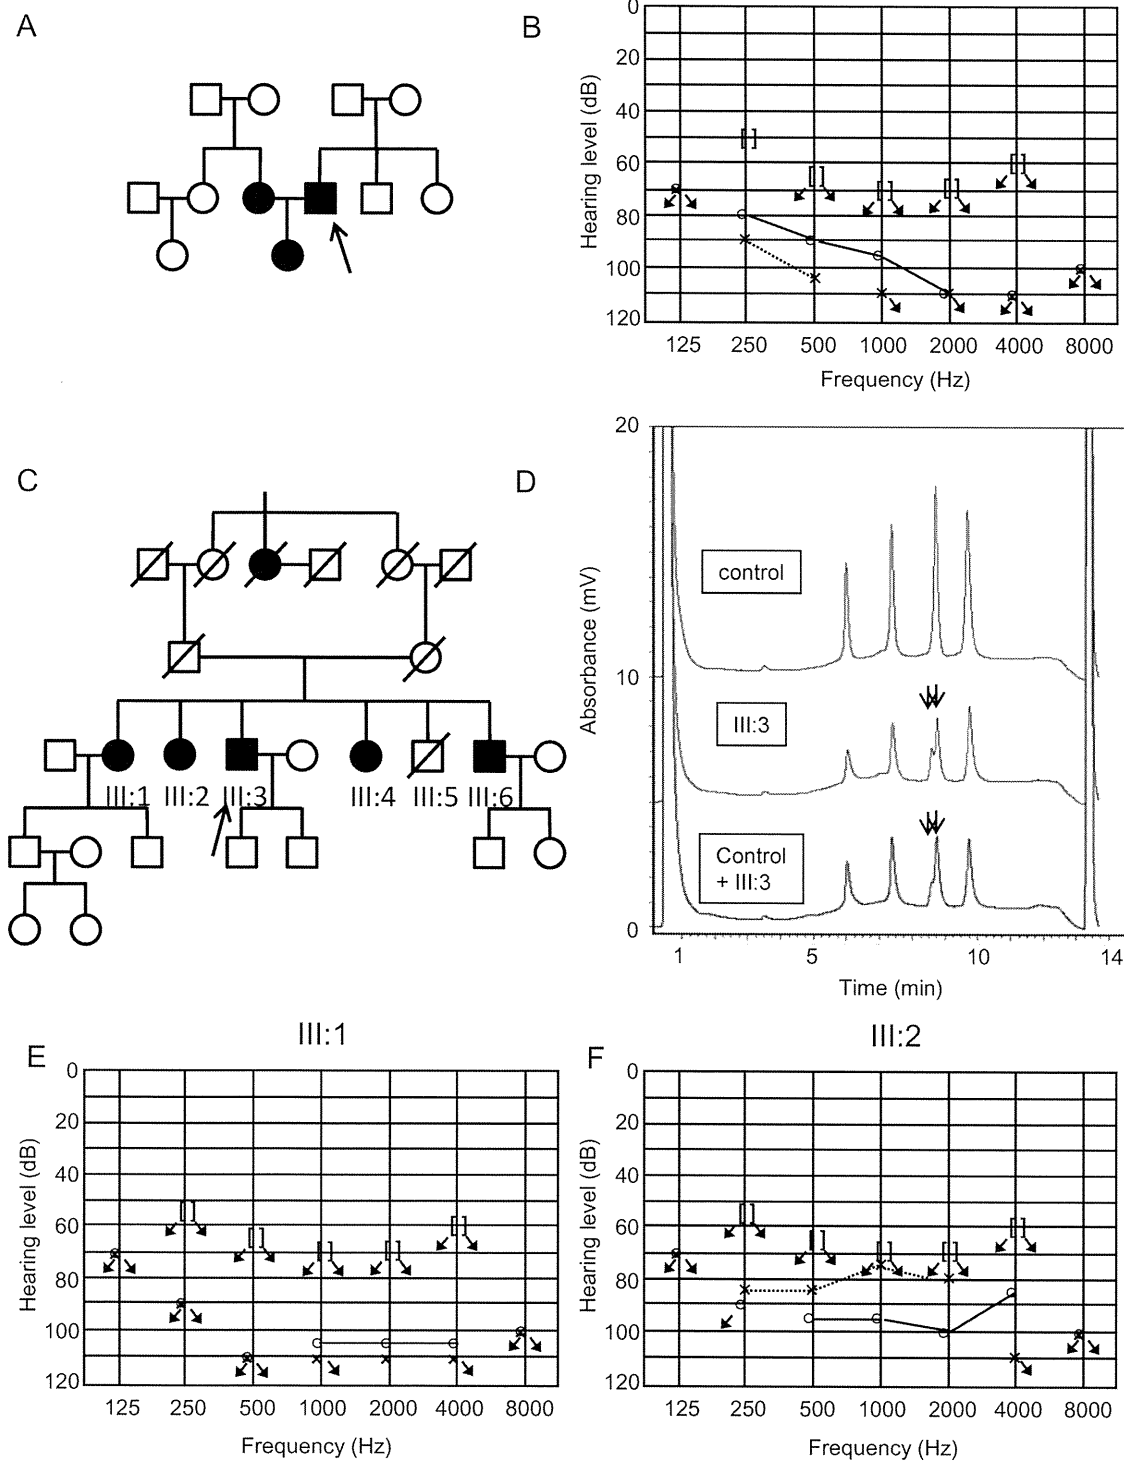 A
B
0
20
40
60
80
100
120
Hearing level (dB)
125 250 500 1000 2000 4000 8000
Frequency (Hz)
C
III:1 III:2 III:3 III:4 III:5 III:6
D
20
10
0
Absorbance (mV)
control
III:3
Control
+ III:3
1 5 10 14
Time (min)
III:1
E
0
20
40
60
80
100
120
Hearing level (dB)
125 250 500 1000 2000 4000 8000
Frequency (Hz)
III:2
F
0
20
40
60
80
100
120
Hearing level (dB)
125 250 500 1000 2000 4000 8000
Frequency (Hz)